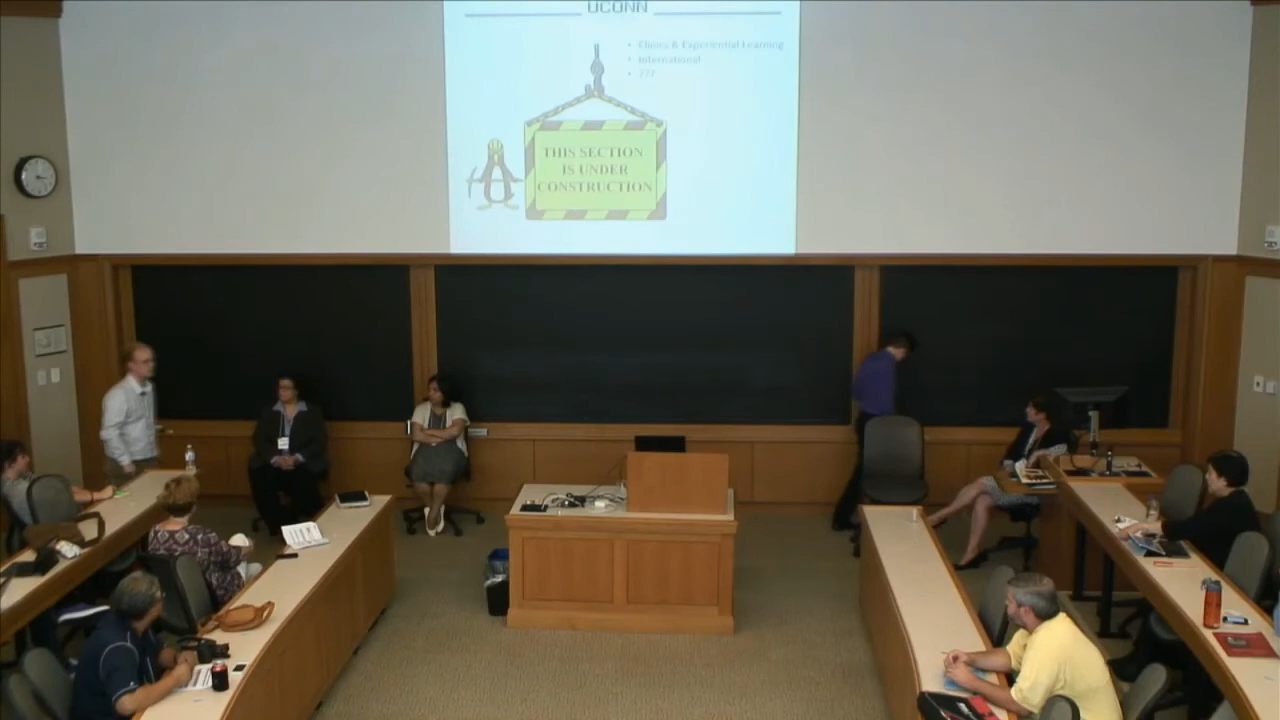 UCONN
• Clinics & Experiential Learning
• International
• ???
THIS SECTION
IS UNDER
CONSTRUCTION